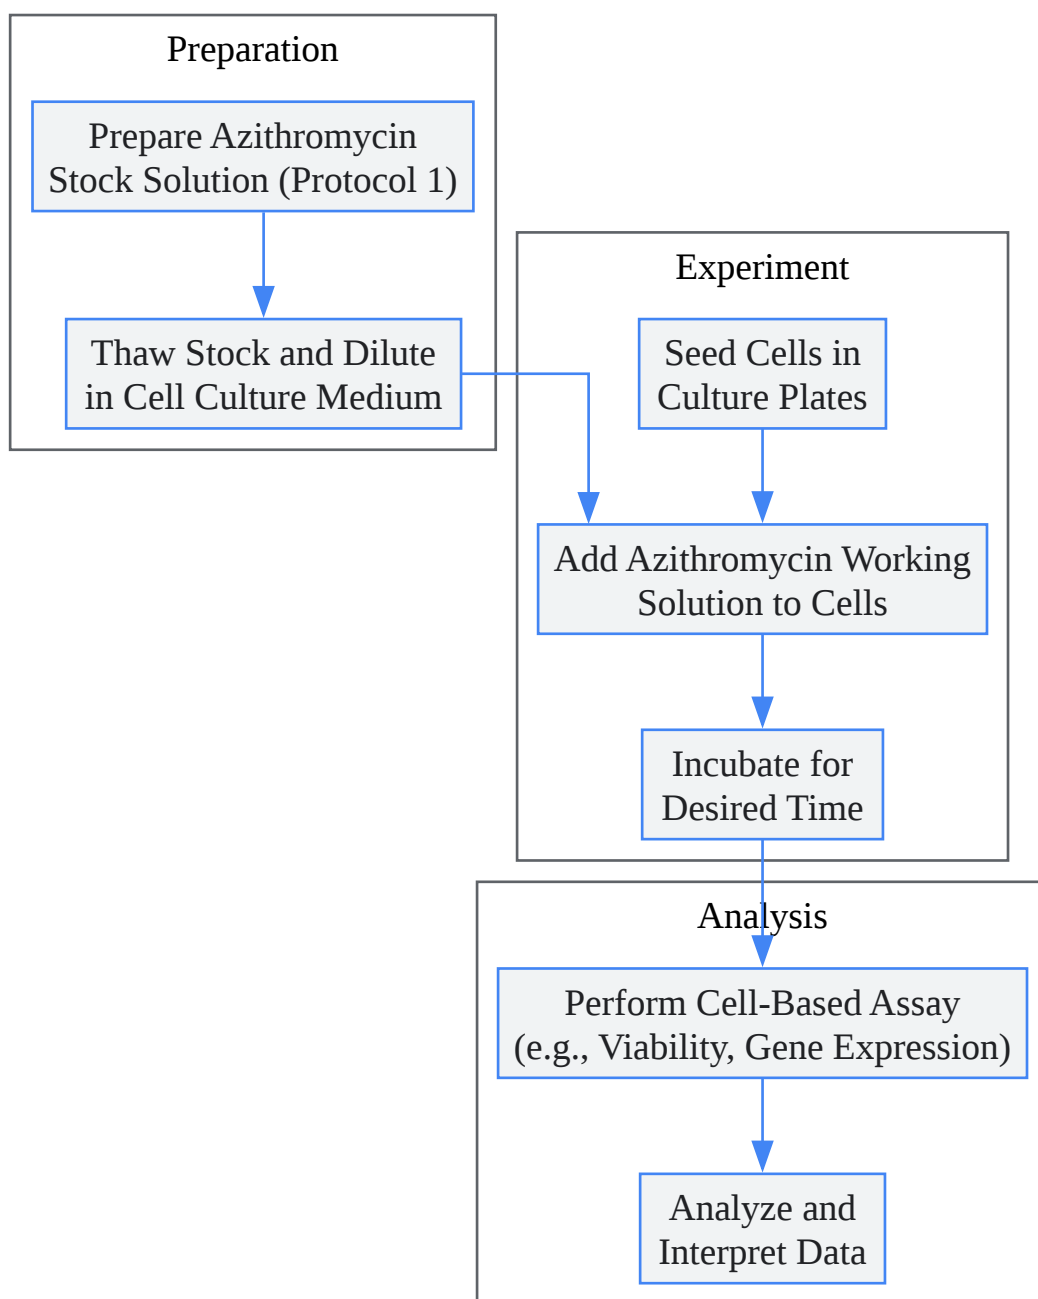 Preparation
Prepare Azithromycin
Stock Solution (Protocol 1)
Thaw Stock and Dilute
in Cell Culture Medium
Experiment
Seed Cells in
Culture Plates
Add Azithromycin Working
Solution to Cells
Incubate for
Desired Time
Analysis
Perform Cell-Based Assay
(e.g., Viability, Gene Expression)
Analyze and
Interpret Data